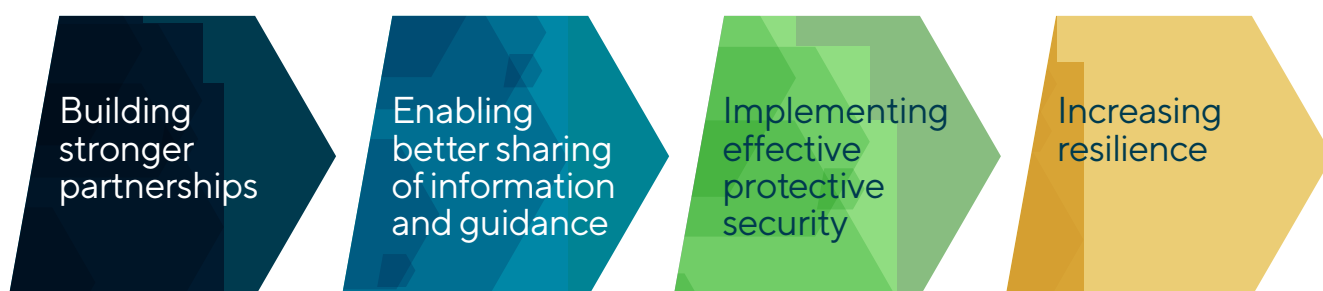 Building
stronger
partnerships
Enabling
better sharing
of information
and guidance
Implementing
effective
protective
security
Increasing
resilience